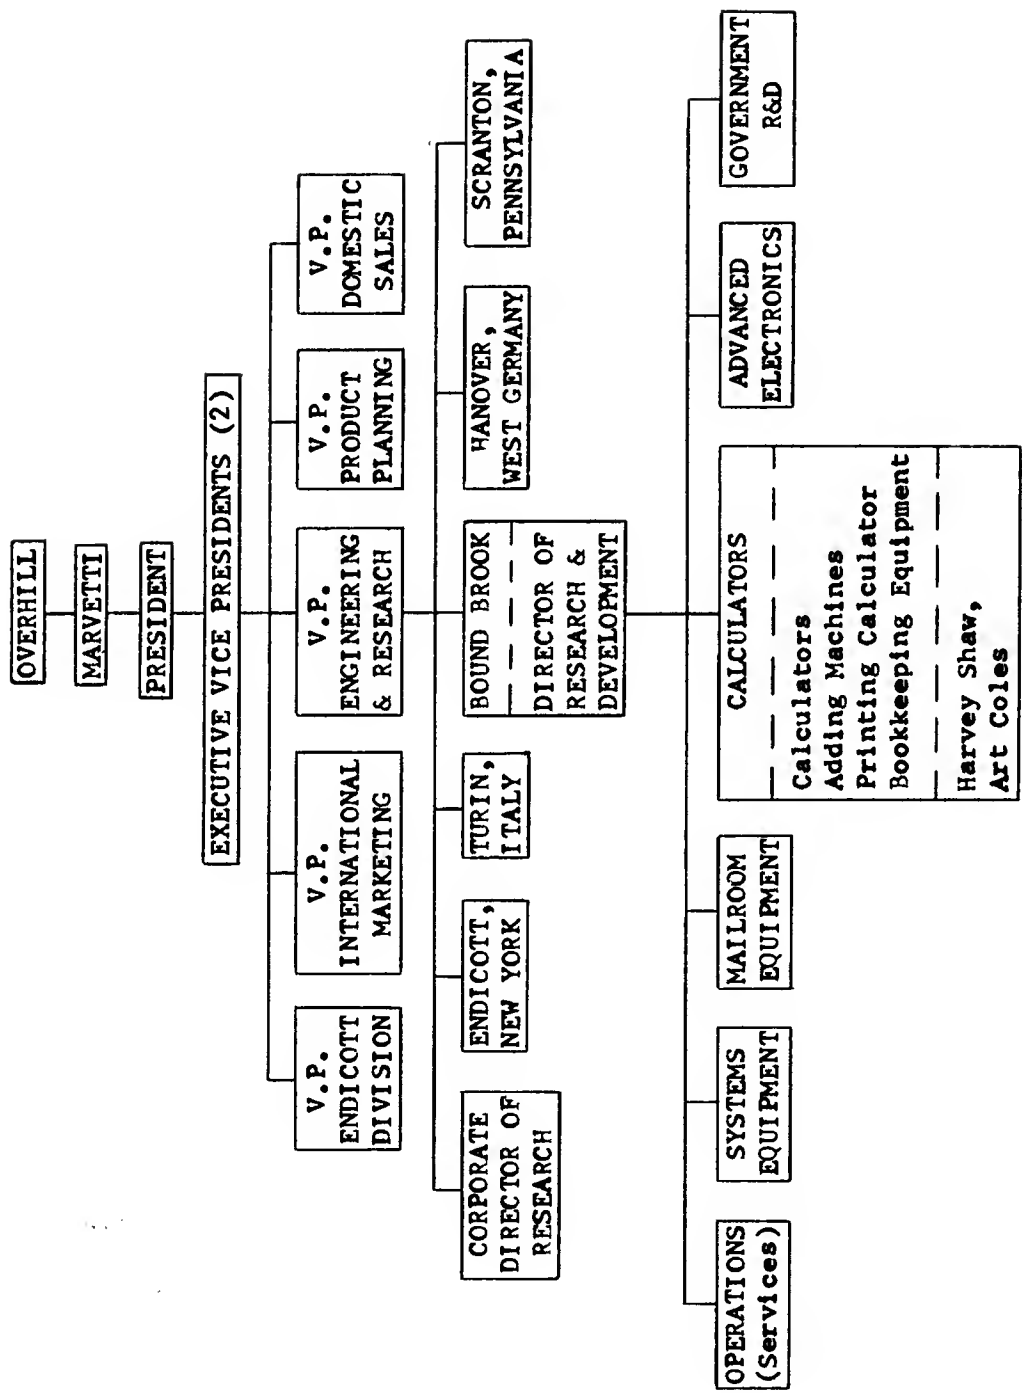 OVERHILL
MARVETTI
PRESIDENT
EXECUTIVE VICE PRESIDENTS (2)
V.P.
ENDICOTT
DIVISION
V.P.
INTERNATIONAL
MARKETING
V.P.
ENGINEERING
& RESEARCH
V.P.
PRODUCT
PLANNING
V.P.
DOMESTIC
SALES
CORPORATE
DIRECTOR OF
RESEARCH
ENDICOTT,
NEW YORK
TURIN,
ITALY
BOUND BROOK
DIRECTOR OF
RESEARCH &
DEVELOPMENT
HANOVER,
WEST GERMANY
SCRANTON,
PENNSYLVANIA
OPERATIONS
(Services)
SYSTEMS
EQUIPMENT
MAILROOM
EQUIPMENT
CALCULATORS
Calculators
Adding Machines
Printing Calculator
Bookkeeping Equipment
Harvey Shaw,
Art Coles
ADVANCED
ELECTRONICS
GOVERNMENT
R&D